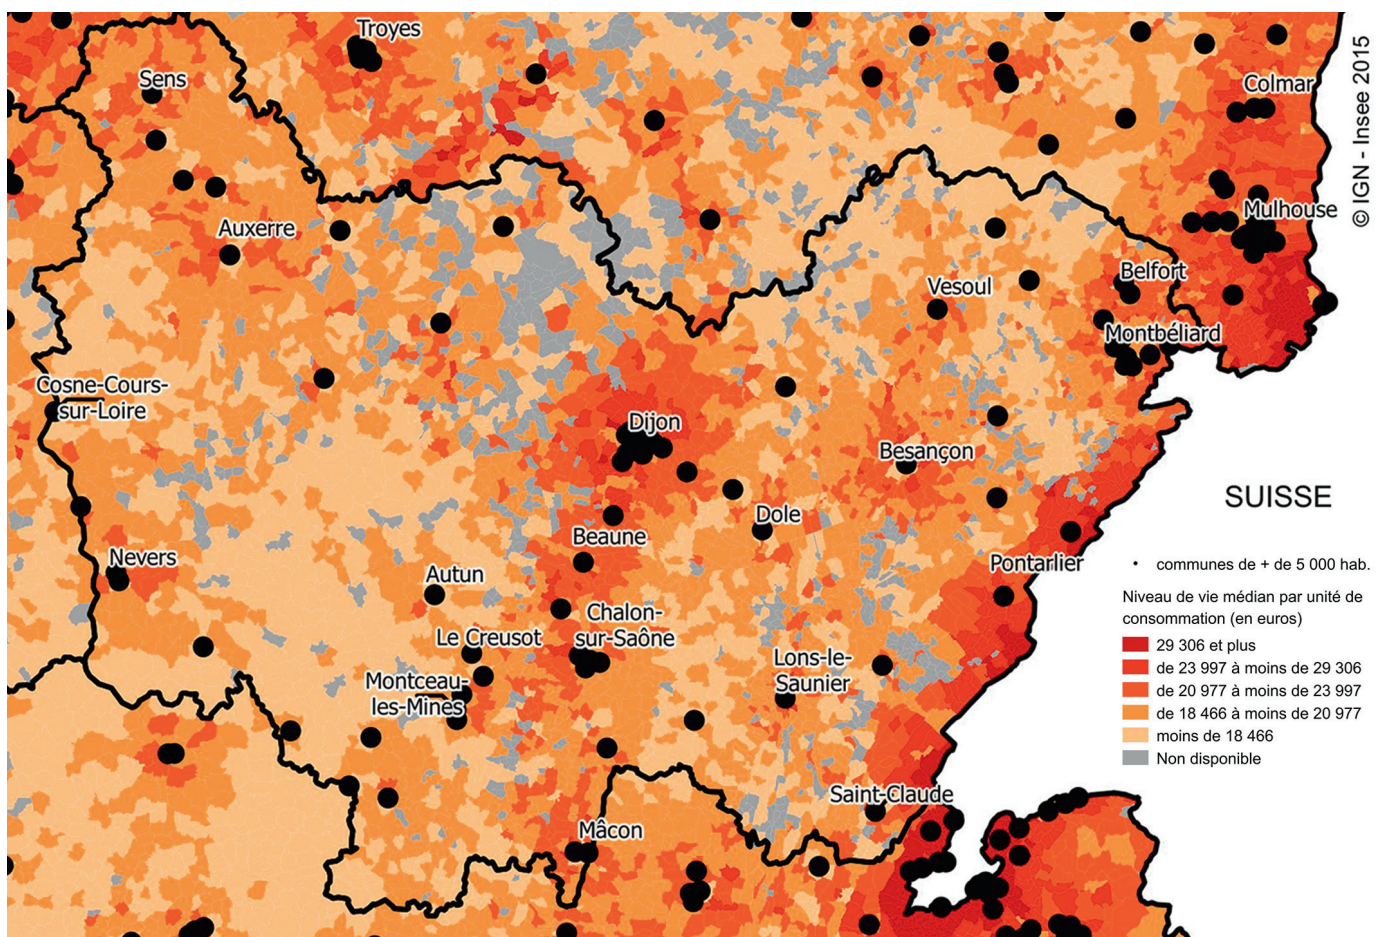 Troyes
Sens
Colmar
© IGN - Insee 2015
Auxerre
Mulhouse
Belfort
Vesoul
Montbéliard
Cosne-Cours-
sur-Loire
Dijon
Besançon
SUISSE
Dole
Beaune
Nevers
Pontarlier
Autun
Chalon-
sur-Saône
Le Creusot
Lons-le-
Saunier
Montceau-
les-Mines
Saint-Claude
Mâcon
communes de + de 5 000 hab.
Niveau de vie médian par unité de
consommation (en euros)
29 306 et plus
de 23 997 à moins de 29 306
de 20 977 à moins de 23 997
de 18 466 à moins de 20 977
moins de 18 466
Non disponible